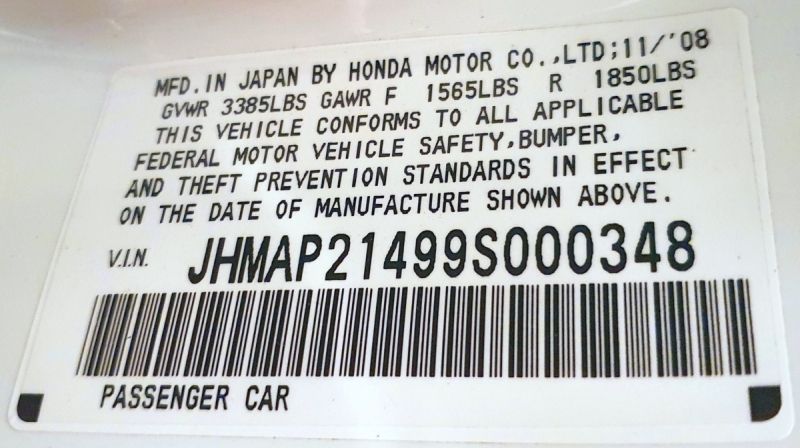 MFD. IN JAPAN BY HONDA MOTOR CO.,LTD;11/'08
GVWR 3385LBS GAWR F 1565LBS R 1850LBS
THIS VEHICLE CONFORMS TO ALL APPLICABLE
FEDERAL MOTOR VEHICLE SAFETY,BUMPER,
AND THEFT PREVENTION STANDARDS IN EFFECT
ON THE DATE OF MANUFACTURE SHOWN ABOVE.
V.I.N. JHMAP21499S000348
PASSENGER CAR